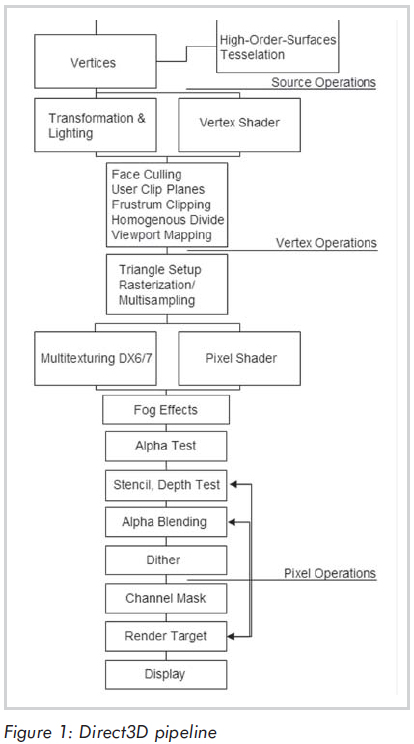 High-Order-Surfaces
Tesselation
Vertices
Source Operations
Transformation &
Lighting
Vertex Shader
Face Culling
User Clip Planes
Frustrum Clipping
Homogenous Divide
Viewport Mapping
Vertex Operations
Triangle Setup
Rasterization/
Multisampling
Multitexturing DX6/7
Pixel Shader
Fog Effects
Alpha Test
Stencil, Depth Test
Alpha Blending
Dither
Pixel Operations
Channel Mask
Render Target
Display
Figure 1: Direct3D pipeline